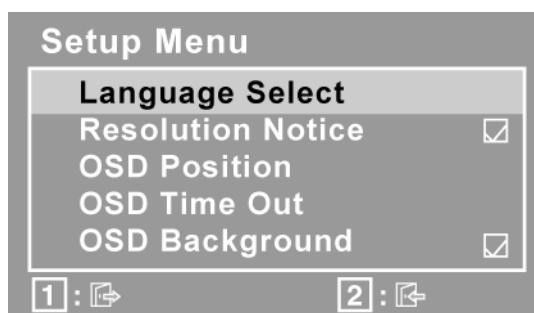 Setup Menu
Language Select
Resolution Notice
OSD Position
OSD Time Out
OSD Background
1 : 2 :